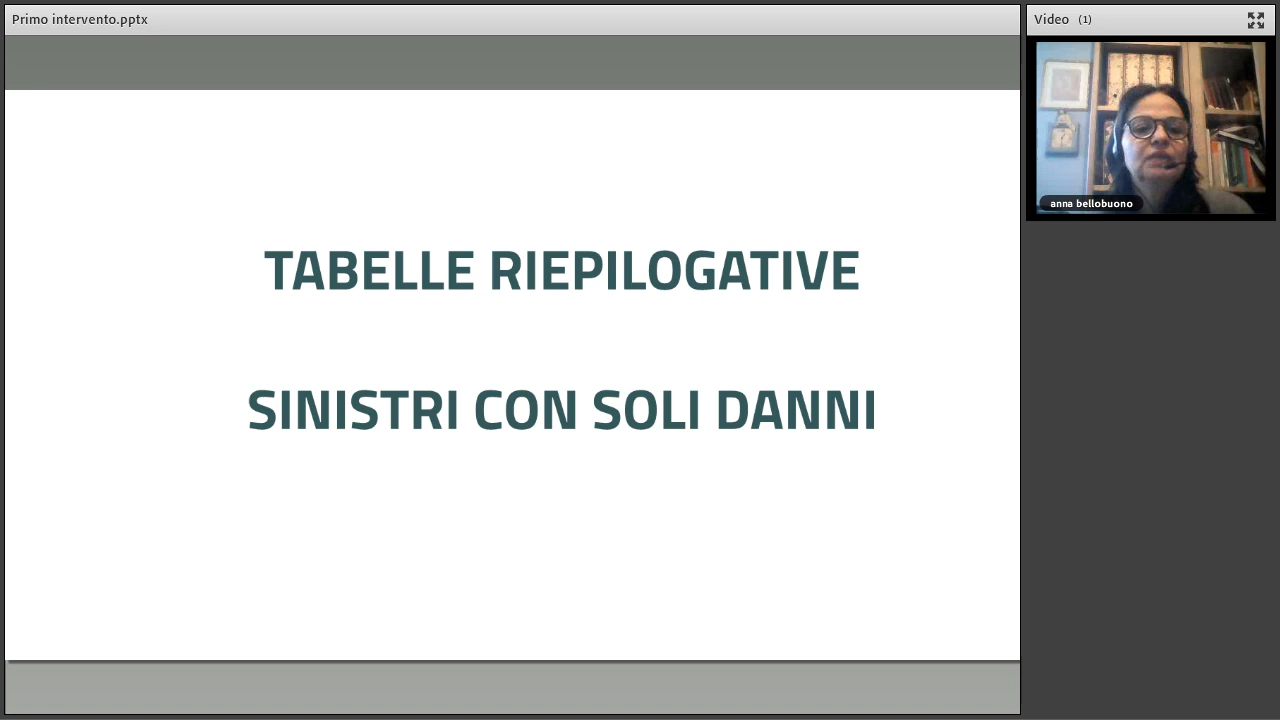 Primo intervento.pptx
Video (1)
anna bellobuono
TABELLE RIEPILOGATIVE
SINISTRI CON SOLI DANNI